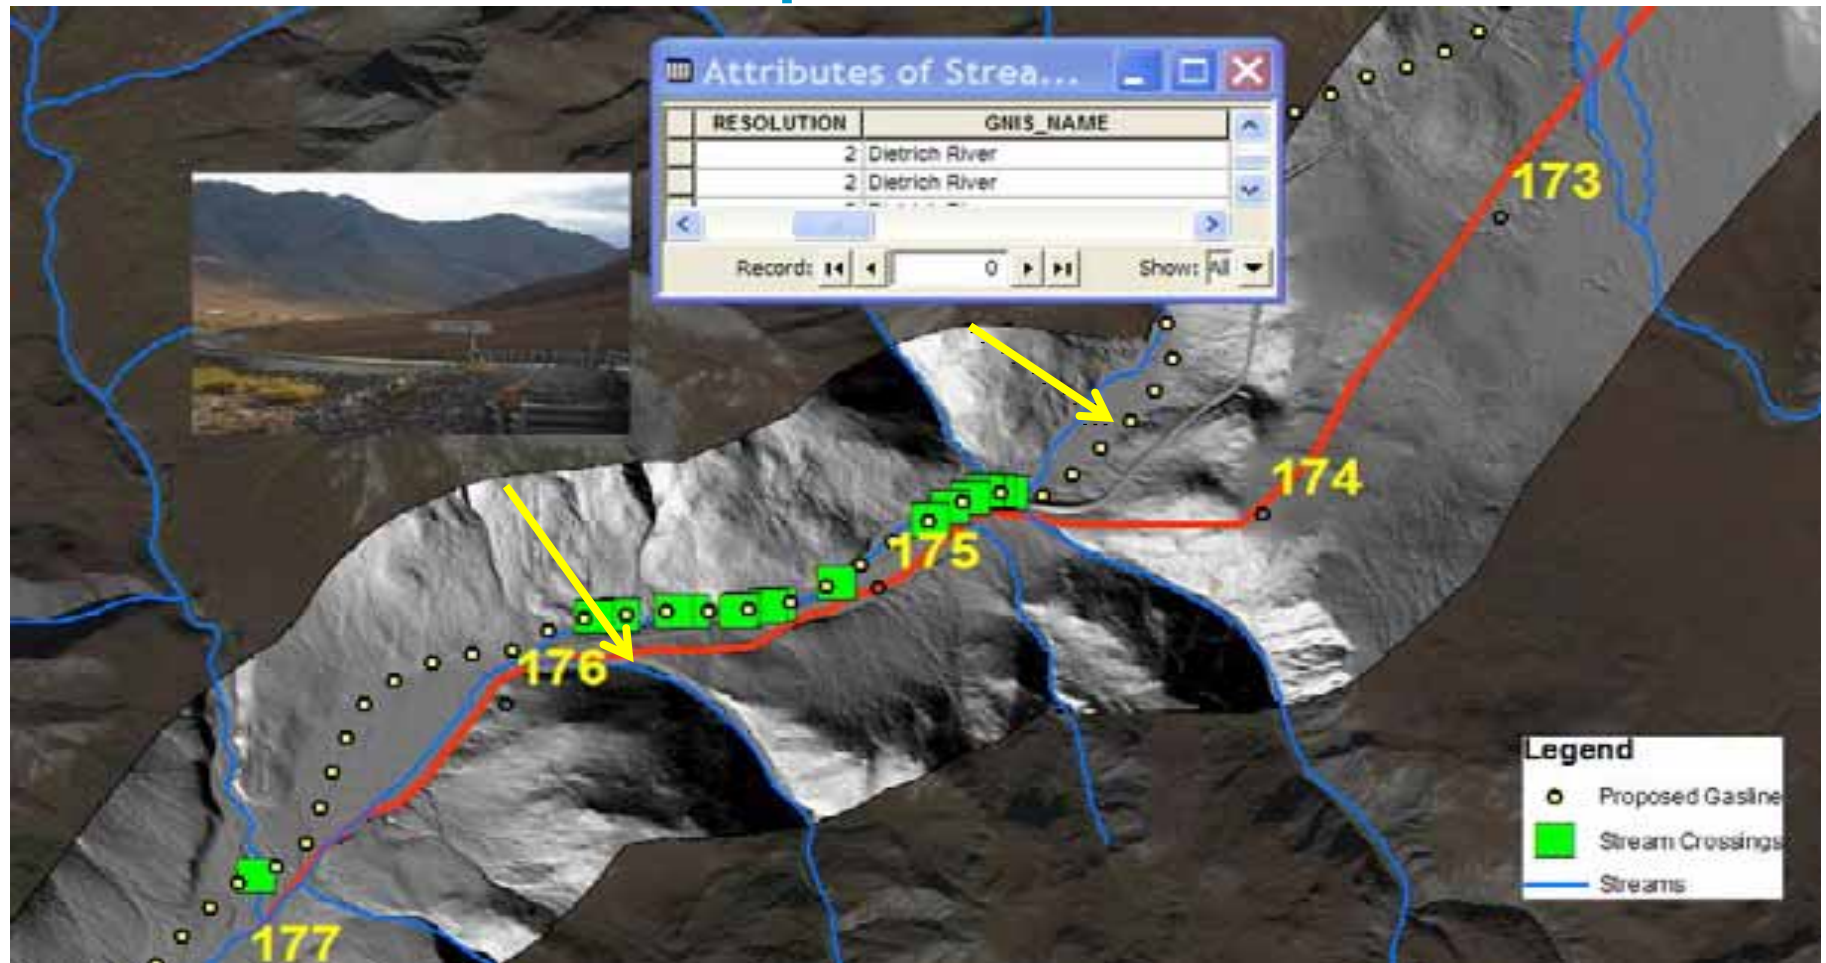 Attributes of Strea...
RESOLUTION GNIS_NAME
2 Dietrich River
2 Dietrich River
Record: 0 Show: All
173
174
175
176
177
Legend
Proposed Gasline
Stream Crossings
Streams